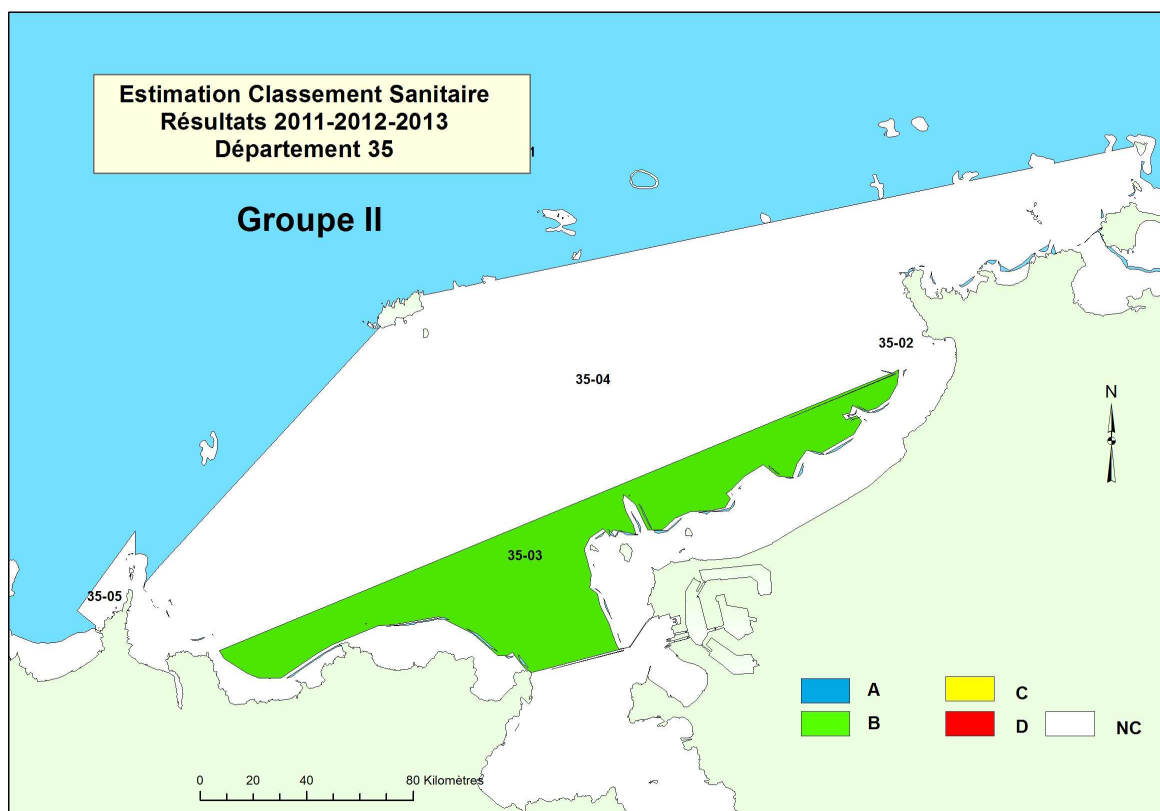 Estimation Classement Sanitaire
Résultats 2011-2012-2013
Département 35
1
Groupe II
35-02
35-04
N
35-03
35-05
A
C
B
D
NC
0 20 40 80 Kilomètres